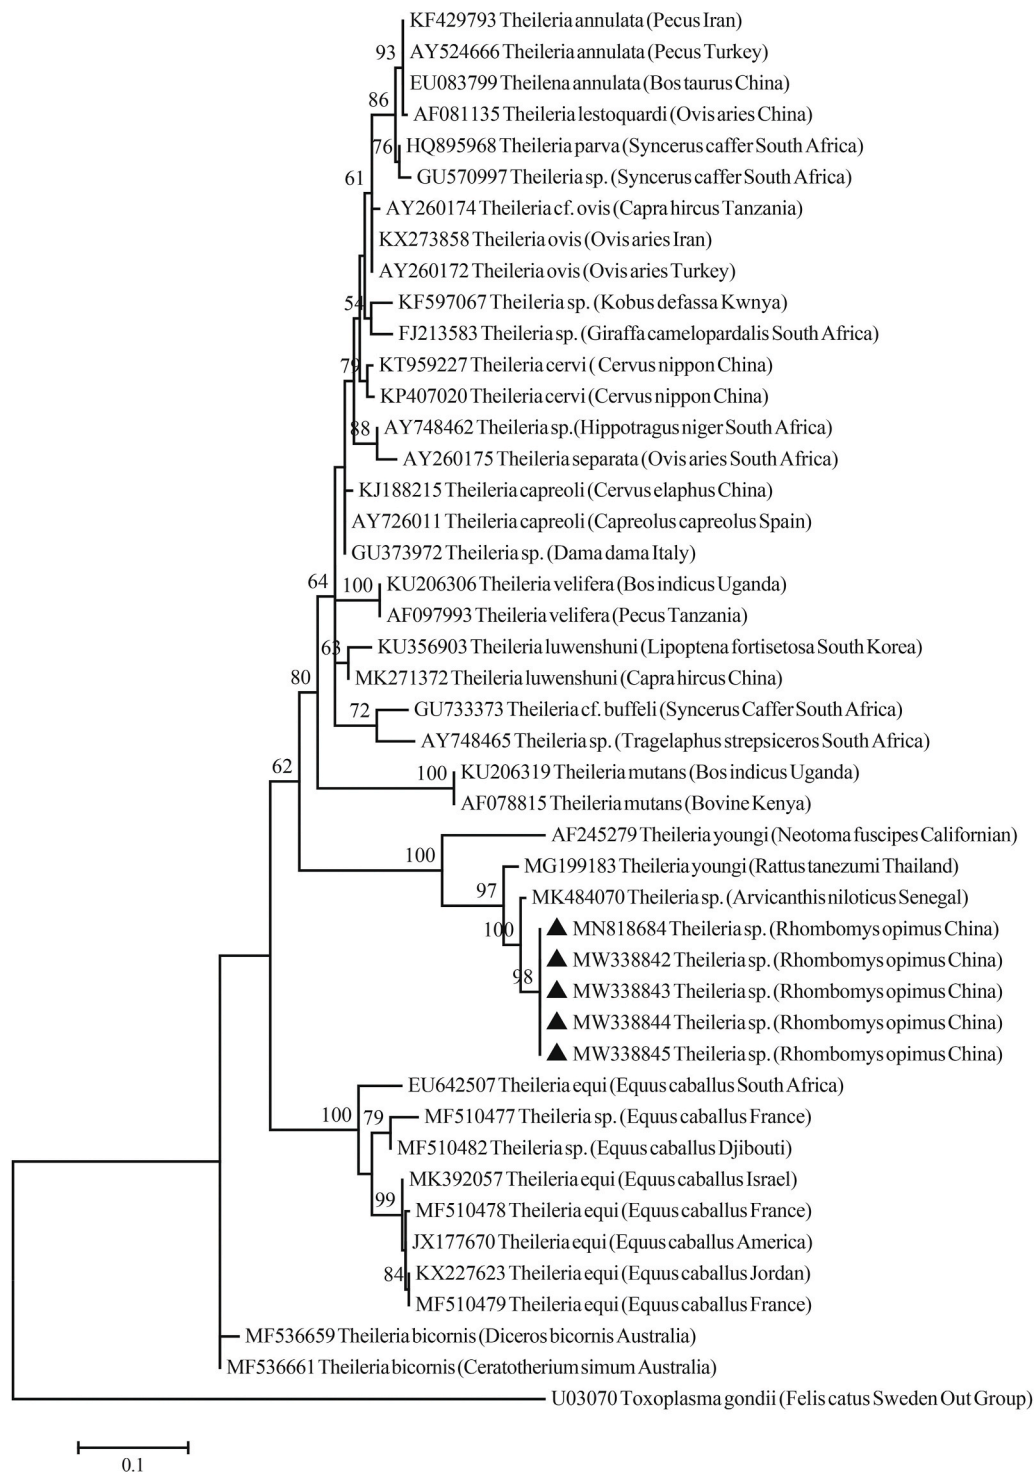 KF429793 Theileria annulata (Pecus Iran)
93
AY524666 Theileria annulata (Pecus Turkey)
EU083799 Theilena annulata (Bos taurus China)
86
AF081135 Theileria lestoquardi (Ovis aries China)
76
HQ895968 Theileria parva (Syncerus caffer South Africa)
61
GU570997 Theileria sp. (Syncerus caffer South Africa)
AY260174 Theileria cf. ovis (Capra hircus Tanzania)
KX273858 Theileria ovis (Ovis aries Iran)
AY260172 Theileria ovis (Ovis aries Turkey)
54
KF597067 Theileria sp. (Kobus defassa Kwnya)
FJ213583 Theileria sp. (Giraffa camelopardalis South Africa)
79
KT959227 Theileria cervi ( Cervus nippon China)
KP407020 Theileria cervi (Cervus nippon China)
88
AY748462 Theileria sp.(Hippotragus niger South Africa)
AY260175 Theileria separata (Ovis aries South Africa)
KJ188215 Theileria capreoli (Cervus elaphus China)
AY726011 Theileria capreoli (Capreolus capreolus Spain)
GU373972 Theileria sp. (Dama dama Italy)
64
100
KU206306 Theileria velifera (Bos indicus Uganda)
AF097993 Theileria velifera (Pecus Tanzania)
63
KU356903 Theileria luwenshuni (Lipoptena fortisetosa South Korea)
80
MK271372 Theileria luwenshuni (Capra hircus China)
72
GU733373 Theileria cf. buffeli (Syncerus Caffer South Africa)
AY748465 Theileria sp. (Tragelaphus strepsiceros South Africa)
62
100
KU206319 Theileria mutans (Bos indicus Uganda)
AF078815 Theileria mutans (Bovine Kenya)
AF245279 Theileria youngi (Neotoma fuscipes Californian)
100
MG199183 Theileria youngi (Rattus tanezumi Thailand)
97
MK484070 Theileria sp. (Arvicanthis niloticus Senegal)
100
MN818684 Theileria sp. (Rhombomys opimus China)
MW338842 Theileria sp. (Rhombomys opimus China)
98
MW338843 Theileria sp. (Rhombomys opimus China)
MW338844 Theileria sp. (Rhombomys opimus China)
MW338845 Theileria sp. (Rhombomys opimus China)
EU642507 Theileria equi (Equus caballus South Africa)
100
79
MF510477 Theileria sp. (Equus caballus France)
MF510482 Theileria sp. (Equus caballus Djibouti)
MK392057 Theileria equi (Equus caballus Israel)
99
MF510478 Theileria equi (Equus caballus France)
JX177670 Theileria equi (Equus caballus America)
84
KX227623 Theileria equi (Equus caballus Jordan)
MF510479 Theileria equi (Equus caballus France)
MF536659 Theileria bicornis (Diceros bicornis Australia)
MF536661 Theileria bicornis (Ceratotherium simum Australia)
U03070 Toxoplasma gondii (Felis catus Sweden Out Group)
0.1